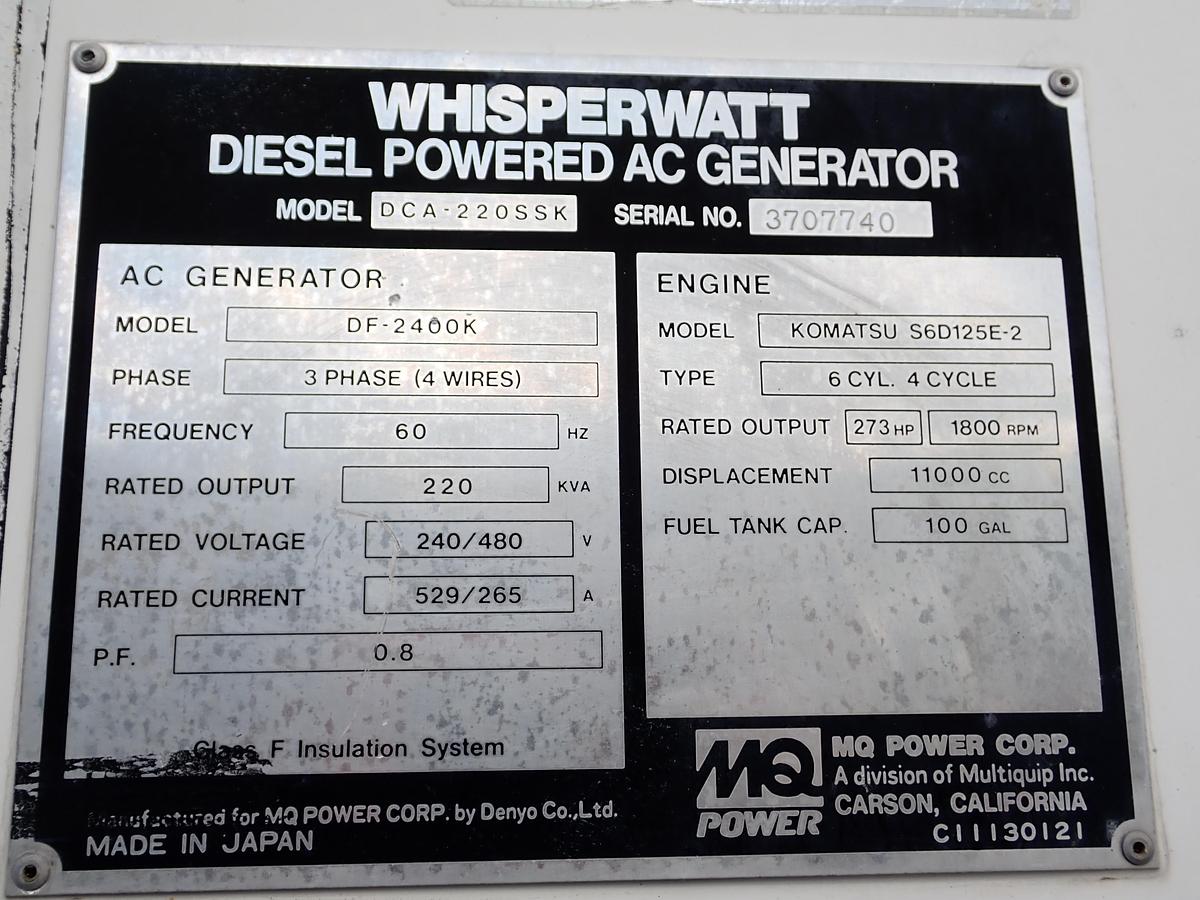 WHISPERWATT
DIESEL POWERED AC GENERATOR
MODEL DCA-220SSK SERIAL NO. 3707740
AC GENERATOR
MODEL DF-2400K
PHASE 3 PHASE (4 WIRES)
FREQUENCY 60 HZ
RATED OUTPUT 220 KVA
RATED VOLTAGE 240/480 V
RATED CURRENT 529/265 A
P.F. 0.8
Class F Insulation System
ENGINE
MODEL KOMATSU S6D125E-2
TYPE 6 CYL. 4 CYCLE
RATED OUTPUT 273 HP 1800 RPM
DISPLACEMENT 11000 CC
FUEL TANK CAP. 100 GAL
Manufactured for MQ POWER CORP. by Denyo Co.,Ltd.
MADE IN JAPAN
MQ
POWER
MQ POWER CORP.
A division of Multiquip Inc.
CARSON, CALIFORNIA
C11130121